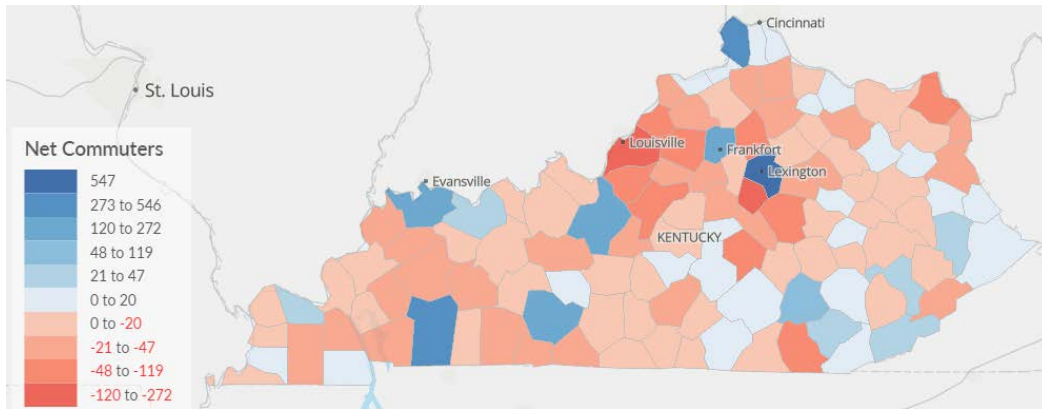 Cincinnati
St. Louis
Louisville
Frankfort
Lexington
Evansville
KENTUCKY
Net Commuters
547
273 to 546
120 to 272
48 to 119
21 to 47
0 to 20
0 to -20
-21 to -47
-48 to -119
-120 to -272